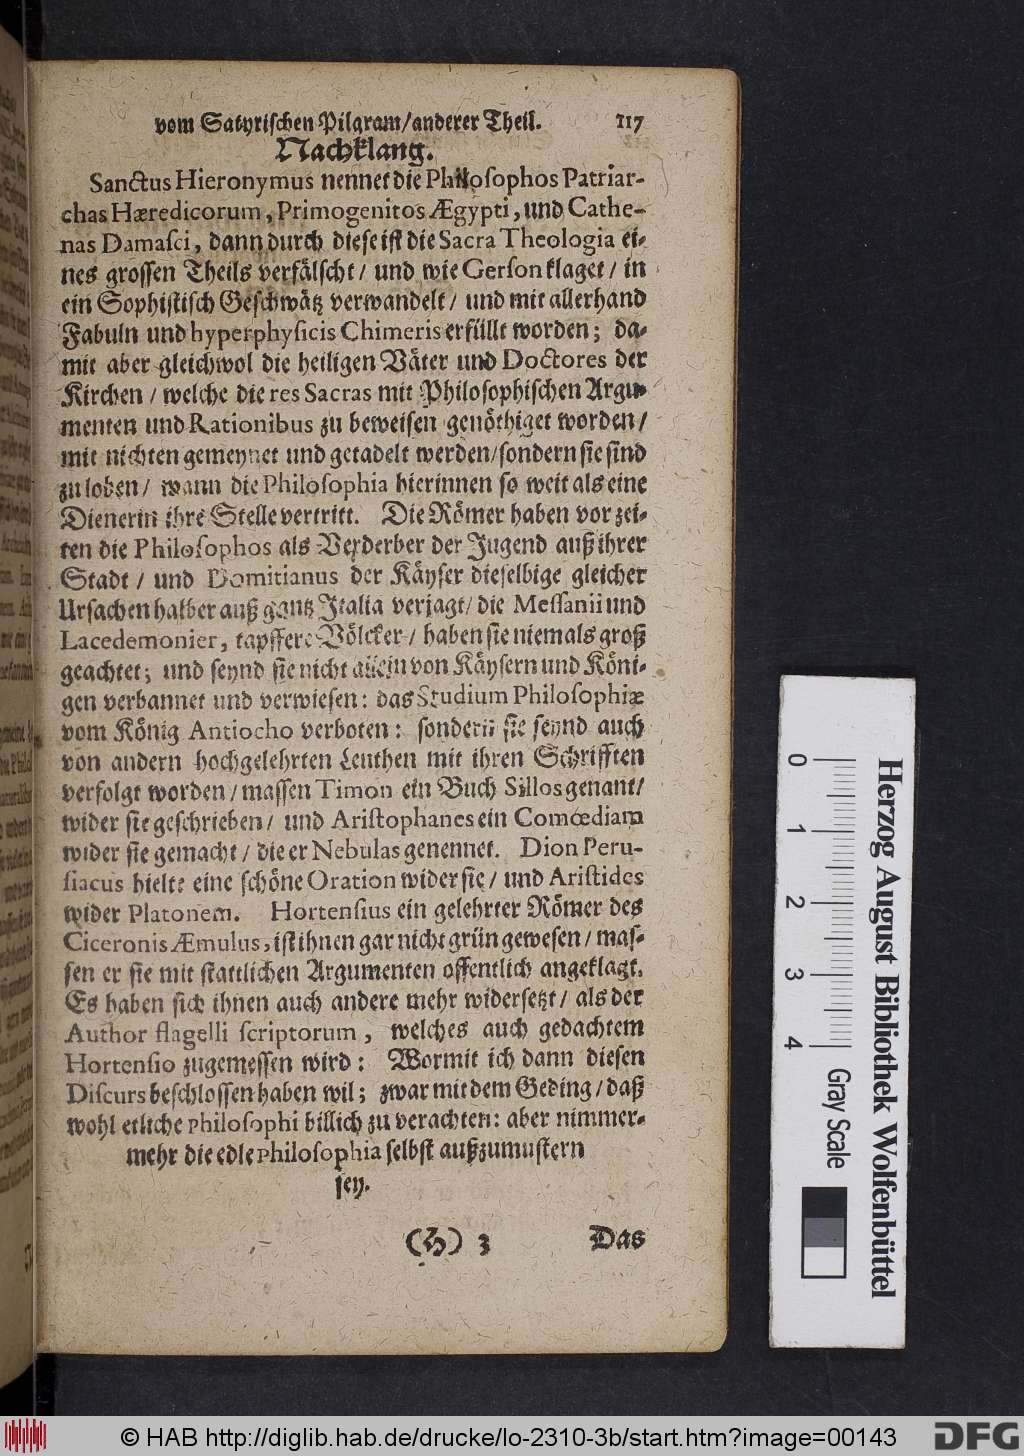 vom Satyrischen Pilgram/anderer Theil. 117
Nachklang.
Sanctus Hieronymus nennet die Philosophos Patriar-
chas Hæredicorum, Primogenitos Ægypti, und Cathe-
nas Damasci, dann durch diese ist die Sacra Theologia ei-
nes grossen Theils verfälscht / und wie Gerson klaget / in
ein Sophistisch Geschwätz verwandelt / und mit allerhand
Fabuln und hyperphysicis Chimeris erfüllt worden; da-
mit aber gleichwol die heiligen Väter und Doctores der
Kirchen / welche die res Sacras mit Philosophischen Argu-
menten und Rationibus zu beweisen genöthiget worden /
mit nichten gemeynet und getadelt werden/sondern sie sind
zu loben / wann die Philosophia hierinnen so weit als eine
Dienerin ihre Stelle vertritt. Die Römer haben vor zei-
ten die Philosophos als Verderber der Jugend auß ihrer
Stadt / und Domitianus der Käyser dieselbige gleicher
Ursachen halber auß gantz Italia verjagt/ die Messanii und
Lacedemonier, tapffere Völcker / haben sie niemals groß
geachtet; und seynd sie nicht allein von Käysern und Köni-
gen verbannet und verwiesen: das Studium Philosophiæ
vom König Antiocho verboten: sondern sie seynd auch
von andern hochgelehrten Leuthen mit ihren Schrifften
verfolgt worden / massen Timon ein Buch Sillos genant/
wider sie geschrieben / und Aristophanes ein Comœdiam
wider sie gemacht / die er Nebulas genennet. Dion Peru-
siacus hielte eine schöne Oration wider sie / und Aristides
wider Platonem. Hortensius ein gelehrter Römer des
Ciceronis Æmulus, ist ihnen gar nicht grün gewesen / mas-
sen er sie mit stattlichen Argumenten offentlich angeklagt.
Es haben sich ihnen auch andere mehr widersetzt / als der
Author flagelli scriptorum, welches auch gedachtem
Hortensio zugemessen wird: Wormit ich dann diesen
Discurs beschlossen haben wil; zwar mit dem Geding / daß
wohl etliche Philosophi billich zu verachten: aber nimmer-
mehr die edle Philosophia selbst außzumustern
sey.
(H) 3 Das
0 1 2 3 4
Gray Scale
Herzog August Bibliothek Wolfenbüttel
© HAB http://diglib.hab.de/drucke/lo-2310-3b/start.htm?image=00143
DFG